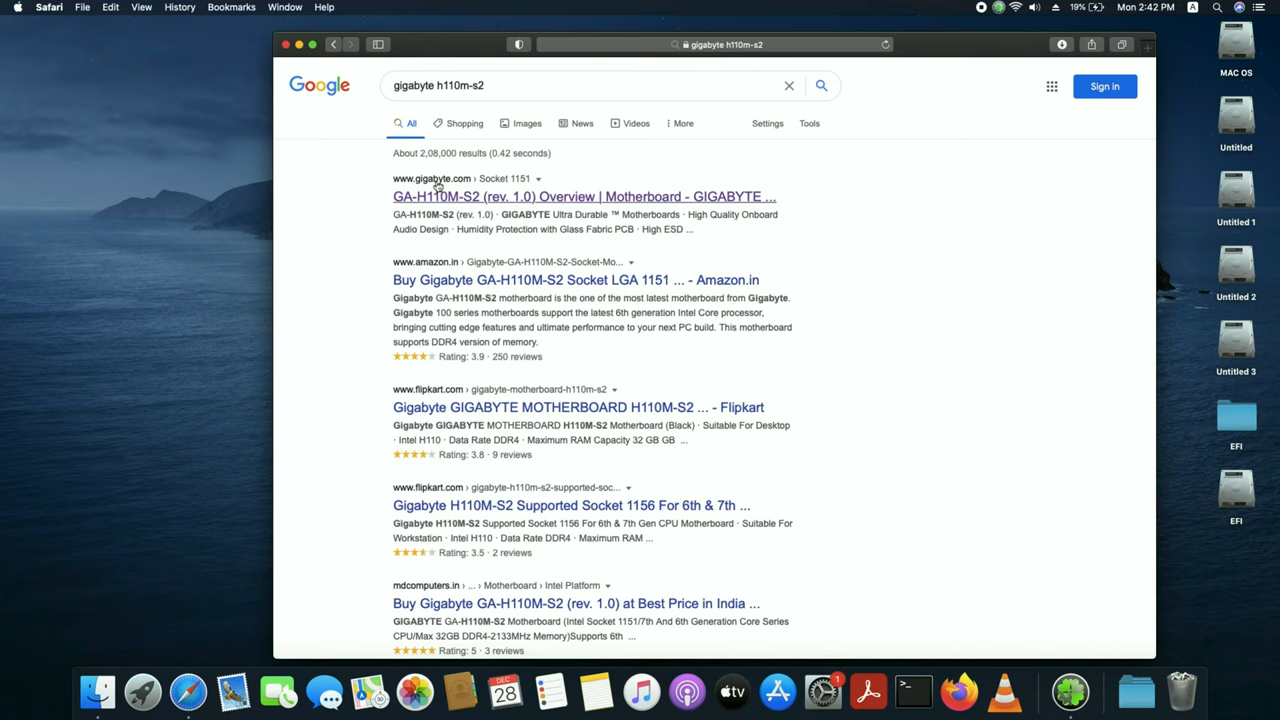 Safari File Edit View History Bookmarks Window Help
19% Mon 2:42 PM A
gigabyte h110m-s2
Google
gigabyte h110m-s2
Sign in
All Shopping Images News Videos More Settings Tools
About 2,08,000 results (0.42 seconds)
www.gigabyte.com › Socket 1151
GA-H110M-S2 (rev. 1.0) Overview | Motherboard - GIGABYTE ...
GA-H110M-S2 (rev. 1.0) · GIGABYTE Ultra Durable ™ Motherboards · High Quality Onboard
Audio Design · Humidity Protection with Glass Fabric PCB · High ESD ...
www.amazon.in › Gigabyte-GA-H110M-S2-Socket-Mo...
Buy Gigabyte GA-H110M-S2 Socket LGA 1151 ... - Amazon.in
Gigabyte GA-H110M-S2 motherboard is the one of the most latest motherboard from Gigabyte.
Gigabyte 100 series motherboards support the latest 6th generation Intel Core processor,
bringing cutting edge features and ultimate performance to your next PC build. This motherboard
supports DDR4 version of memory.
Rating: 3.9 · 250 reviews
www.flipkart.com › gigabyte-motherboard-h110m-s2
Gigabyte GIGABYTE MOTHERBOARD H110M-S2 ... - Flipkart
Gigabyte GIGABYTE MOTHERBOARD H110M-S2 Motherboard (Black) · Suitable For Desktop
· Intel H110 · Data Rate DDR4 · Maximum RAM Capacity 32 GB GB ...
Rating: 3.8 · 9 reviews
www.flipkart.com › gigabyte-h110m-s2-supported-soc...
Gigabyte H110M-S2 Supported Socket 1156 For 6th & 7th ...
Gigabyte H110M-S2 Supported Socket 1156 For 6th & 7th Gen CPU Motherboard · Suitable For
Workstation · Intel H110 · Data Rate DDR4 · Maximum RAM ...
Rating: 3.5 · 2 reviews
mdcomputers.in › ... › Motherboard › Intel Platform
Buy Gigabyte GA-H110M-S2 (rev. 1.0) at Best Price in India ...
GIGABYTE GA-H110M-S2 Motherboard (Intel Socket 1151/7th And 6th Generation Core Series
CPU/Max 32GB DDR4-2133MHz Memory)Supports 6th ...
Rating: 5 · 3 reviews
MAC OS
Untitled
Untitled 1
Untitled 2
Untitled 3
EFI
EFI
DEC
28
tv
1